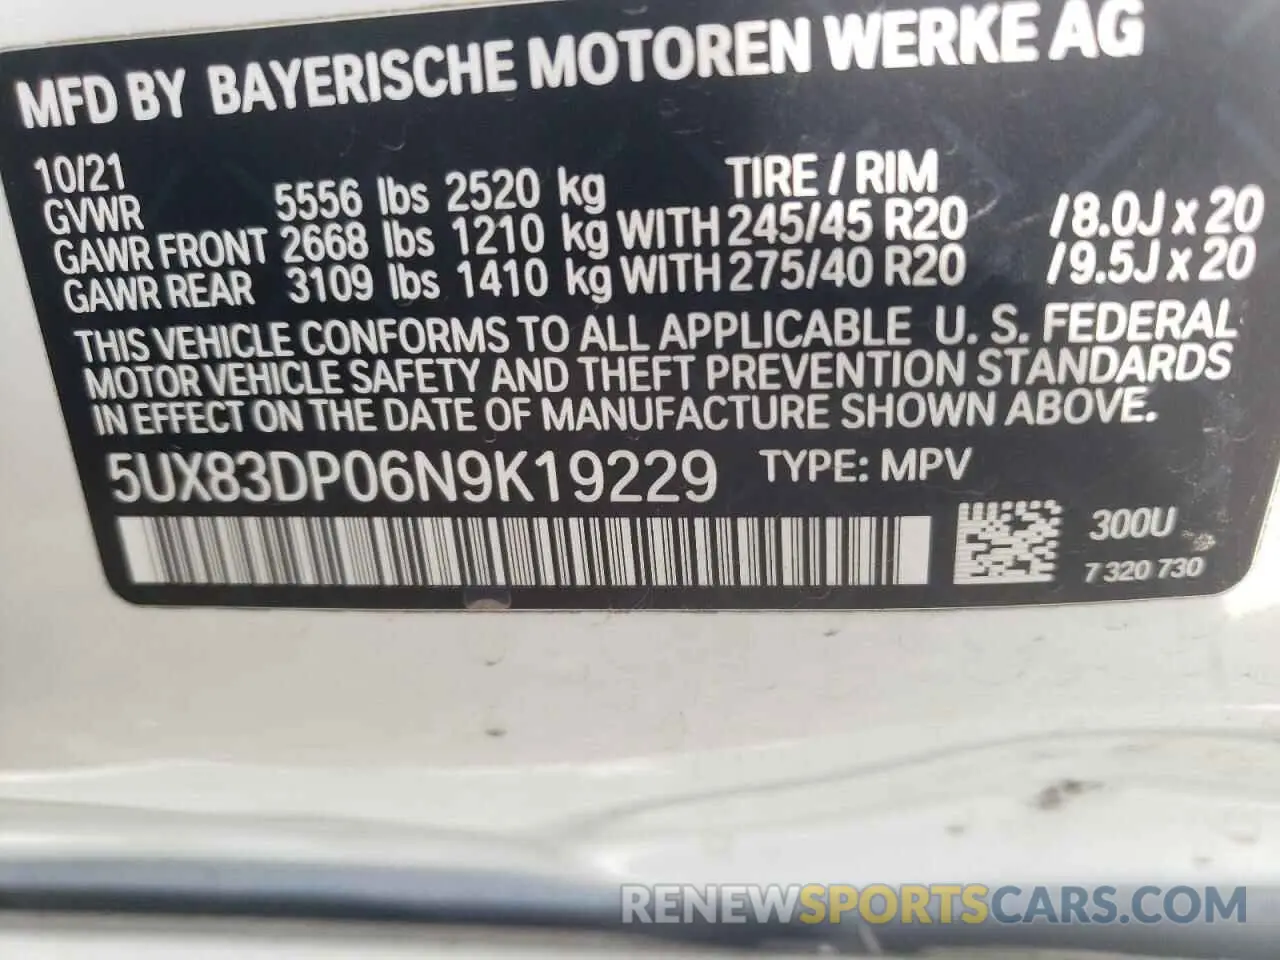 MFD BY BAYERISCHE MOTOREN WERKE AG
10/21 TIRE / RIM
GVWR 5556 lbs 2520 kg
GAWR FRONT 2668 lbs 1210 kg WITH 245/45 R20 /8.0J x 20
GAWR REAR 3109 lbs 1410 kg WITH 275/40 R20 /9.5J x 20
THIS VEHICLE CONFORMS TO ALL APPLICABLE U. S. FEDERAL
MOTOR VEHICLE SAFETY AND THEFT PREVENTION STANDARDS
IN EFFECT ON THE DATE OF MANUFACTURE SHOWN ABOVE.
5UX83DP06N9K19229 TYPE: MPV
300U
7 320 730
RENEWSPORTSCARS.COM